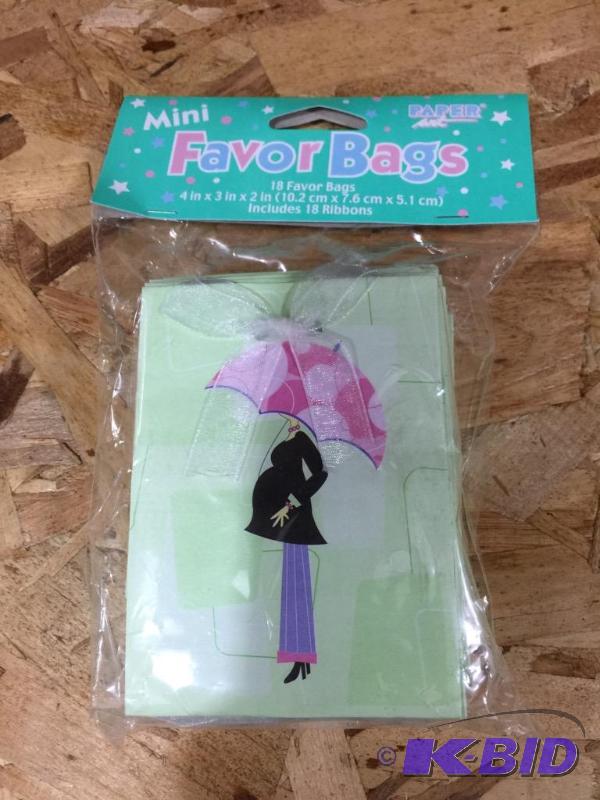 Mini
PAPER
art
Favor Bags
18 Favor Bags
4 in x 3 in x 2 in (10.2 cm x 7.6 cm x 5.1 cm)
Includes 18 Ribbons
© K-BID